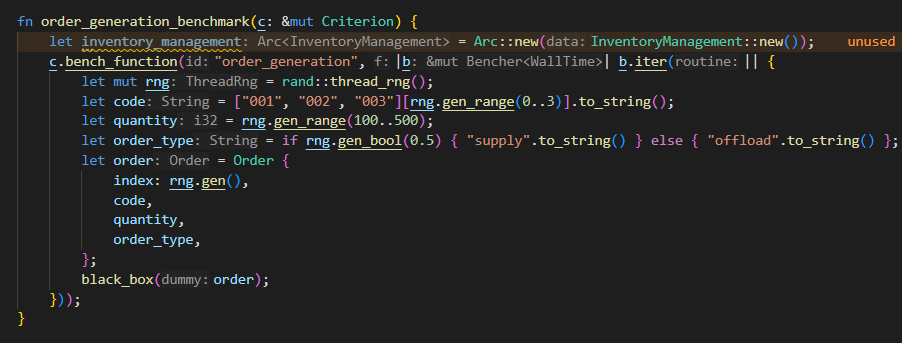 fn order_generation_benchmark(c: &mut Criterion) {
    let inventory_management: Arc<InventoryManagement> = Arc::new(data: InventoryManagement::new());     unused
    c.bench_function(id: "order_generation", f: |b: &mut Bencher<WallTime>| b.iter(routine: || {
        let mut rng: ThreadRng = rand::thread_rng();
        let code: String = ["001", "002", "003"][rng.gen_range(0..3)].to_string();
        let quantity: i32 = rng.gen_range(100..500);
        let order_type: String = if rng.gen_bool(0.5) { "supply".to_string() } else { "offload".to_string() };
        let order: Order = Order {
            index: rng.gen(),
            code,
            quantity,
            order_type,
        };
        black_box(dummy: order);
    }));
}